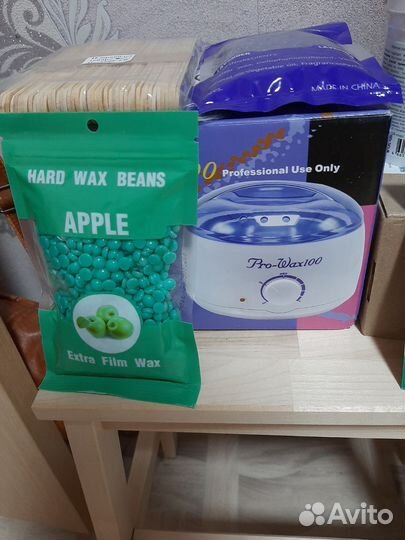 MADE IN CHINA
Professional Use Only
Pro-Wax100
HARD WAX BEANS
APPLE
Extra Film Wax
Avito